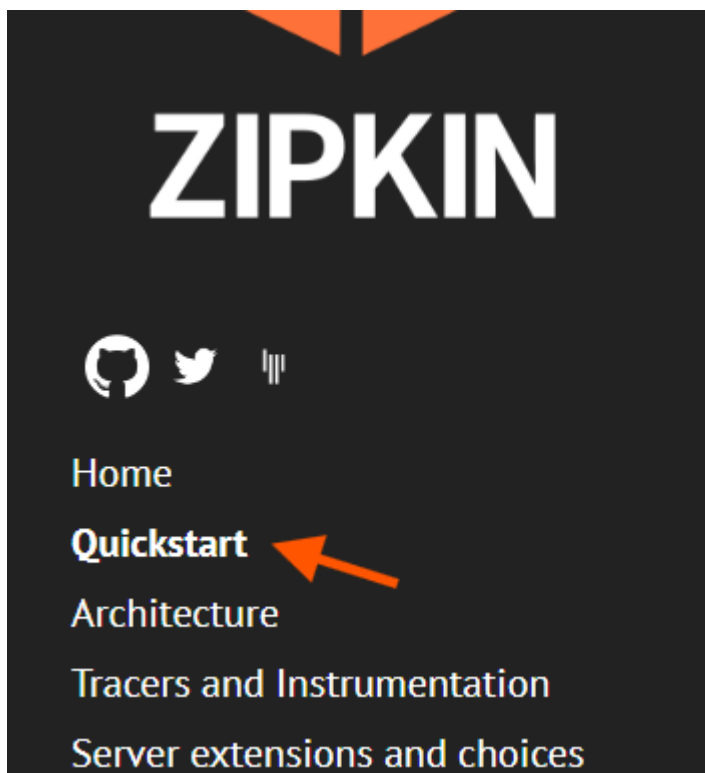 ZIPKIN
Home
Quickstart
Architecture
Tracers and Instrumentation
Server extensions and choices